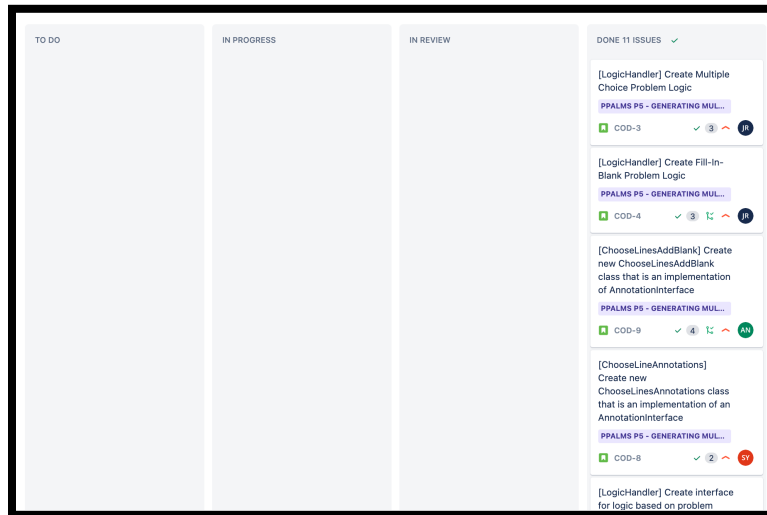 TO DO
IN PROGRESS
IN REVIEW
DONE 11 ISSUES
[LogicHandler] Create Multiple
Choice Problem Logic
PPALMS P5 - GENERATING MUL...
COD-3
3
JR
[LogicHandler] Create Fill-In-
Blank Problem Logic
PPALMS P5 - GENERATING MUL...
COD-4
3
JR
[ChooseLinesAddBlank] Create
new ChooseLinesAddBlank
class that is an implementation
of AnnotationInterface
PPALMS P5 - GENERATING MUL...
COD-9
4
AN
[ChooseLineAnnotations]
Create new
ChooseLinesAnnotations class
that is an implementation of an
AnnotationInterface
PPALMS P5 - GENERATING MUL...
COD-8
2
SY
[LogicHandler] Create interface
for logic based on problem